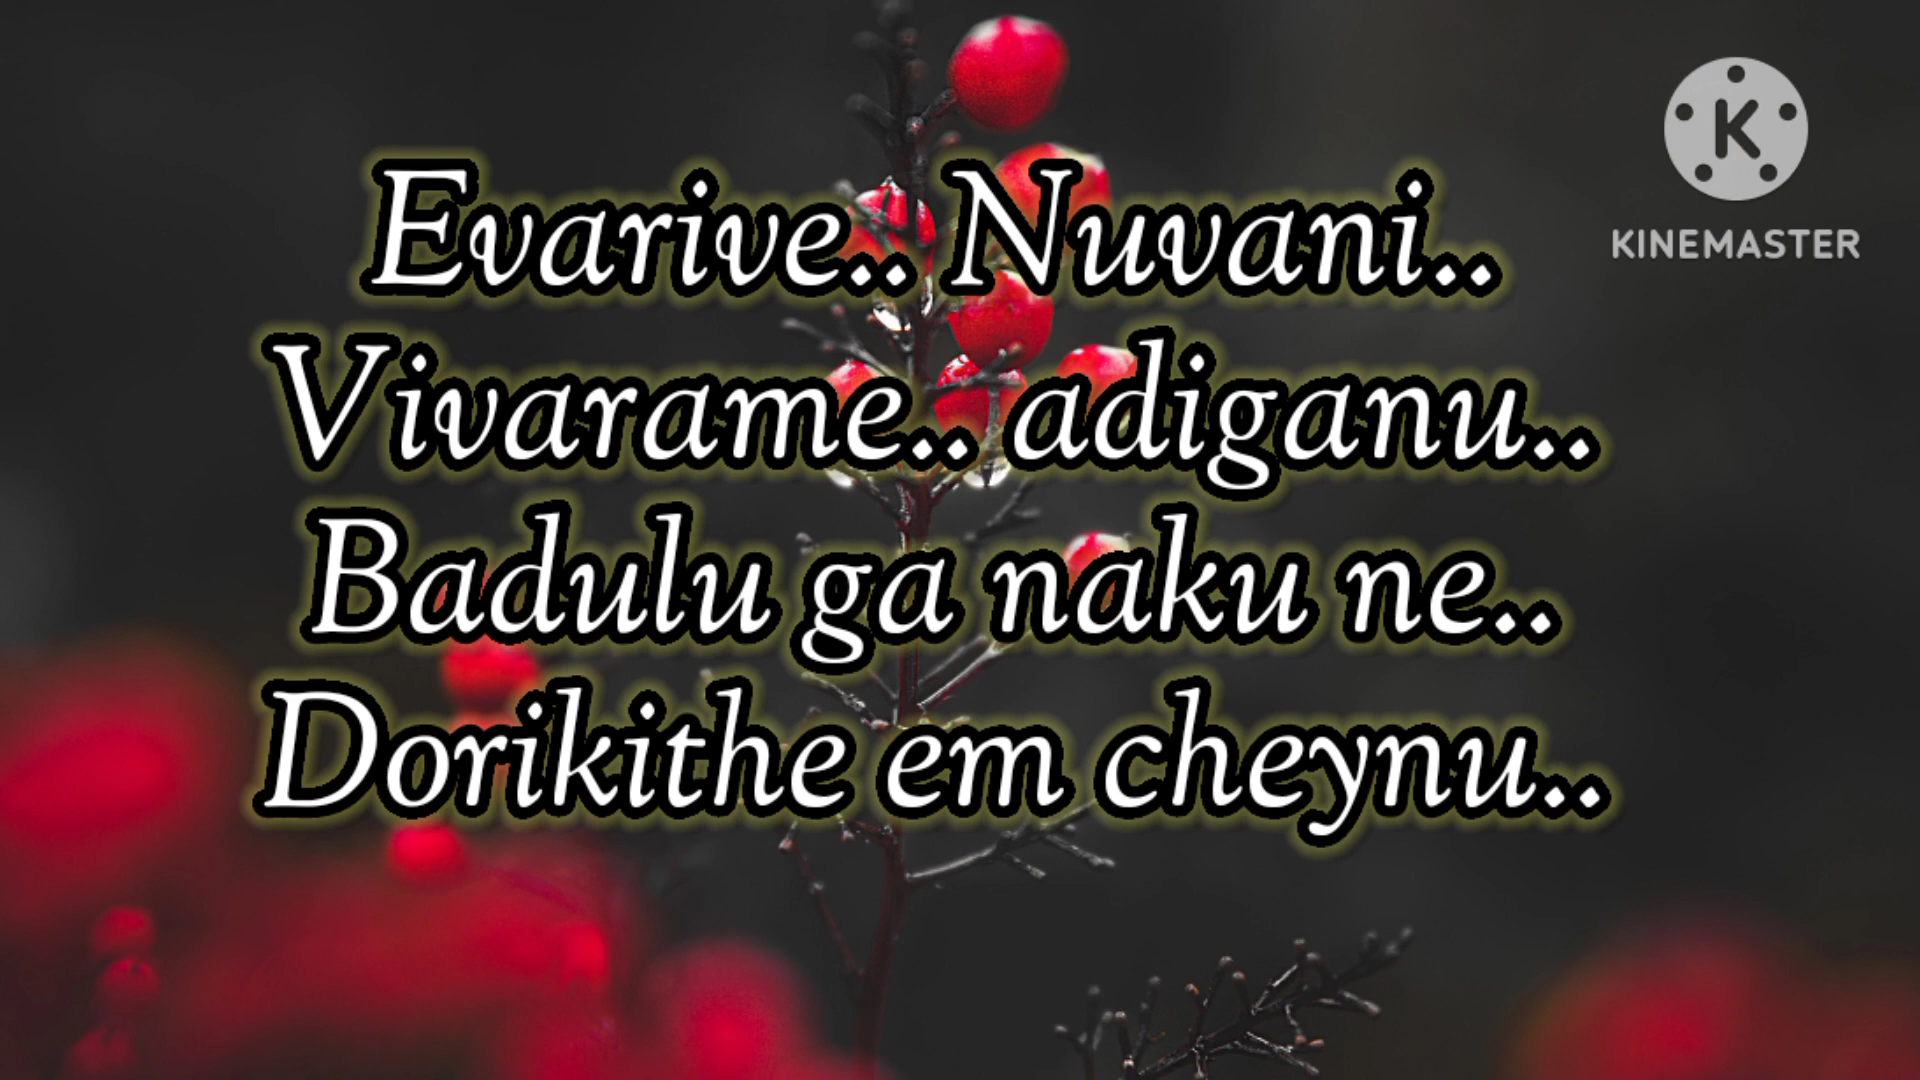 Evarive.. Nuvani..
Vivarame.. adiganu..
Badulu ga naku ne..
Dorikithe em cheynu..
K
KINEMASTER